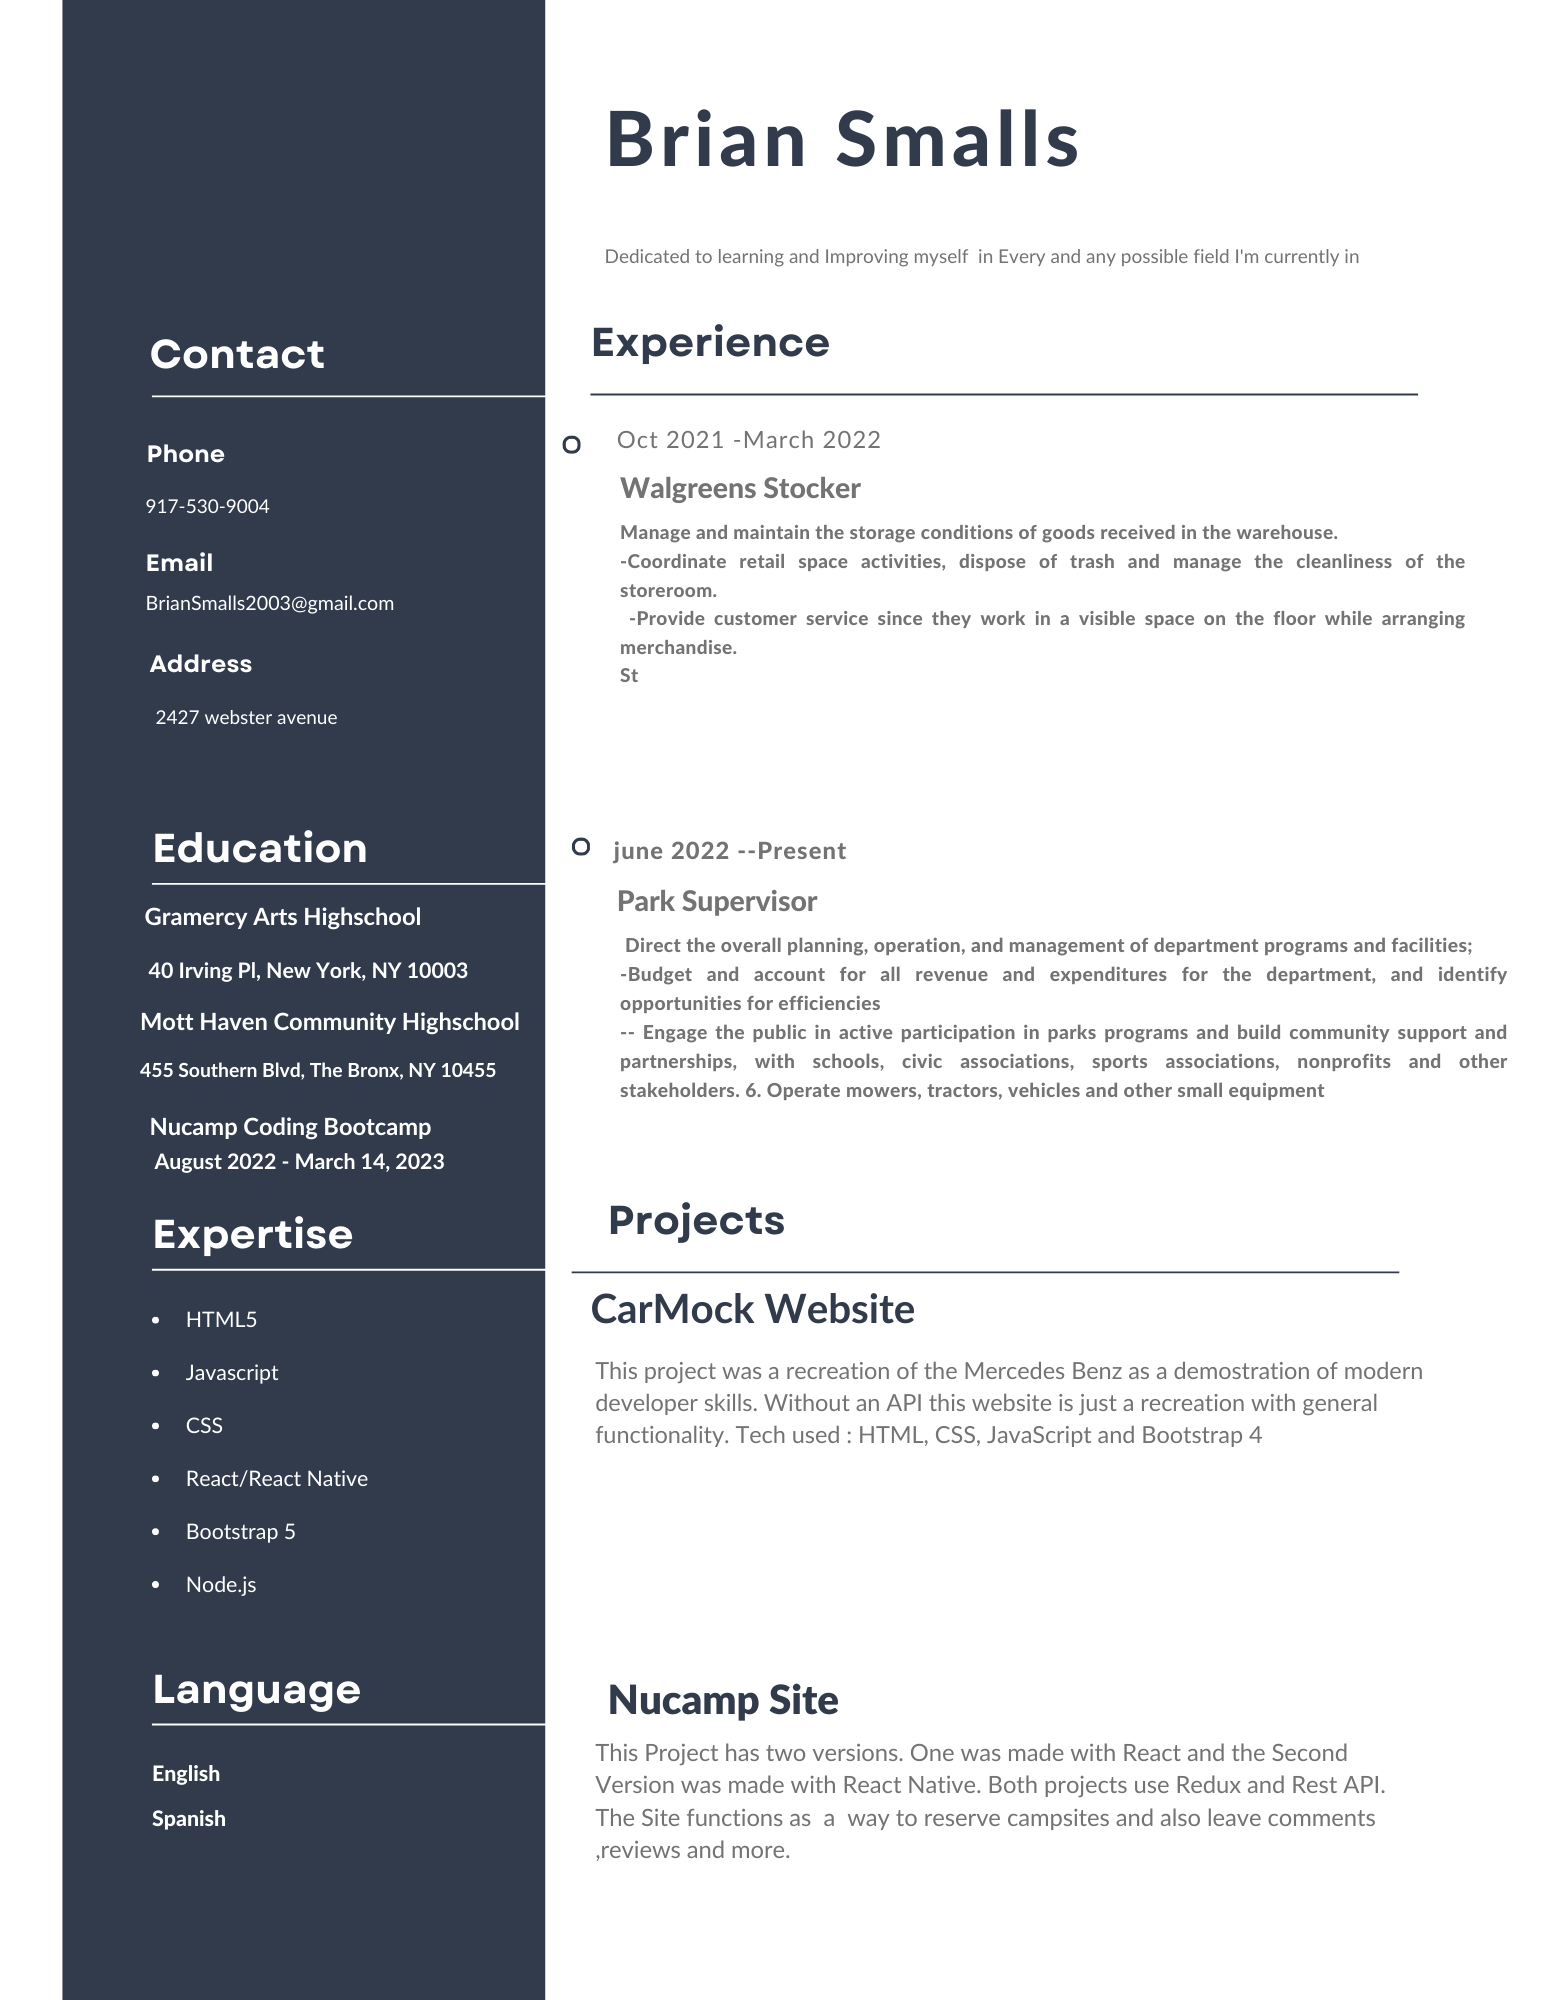 Brian Smalls
Dedicated to learning and Improving myself  in Every and any possible field I'm currently in
Contact
Phone
917-530-9004
Email
BrianSmalls2003@gmail.com
Address
2427 webster avenue
Education
Gramercy Arts Highschool
40 Irving Pl, New York, NY 10003
Mott Haven Community Highschool
455 Southern Blvd, The Bronx, NY 10455
Nucamp Coding Bootcamp
August 2022 - March 14, 2023
Expertise
• HTML5
• Javascript
• CSS
• React/React Native
• Bootstrap 5
• Node.js
Language
English
Spanish
Experience
Oct 2021 -March 2022
Walgreens Stocker
Manage and maintain the storage conditions of goods received in the warehouse.
-Coordinate retail space activities, dispose of trash and manage the cleanliness of the
storeroom.
-Provide customer service since they work in a visible space on the floor while arranging
merchandise.
St
june 2022 --Present
Park Supervisor
Direct the overall planning, operation, and management of department programs and facilities;
-Budget and account for all revenue and expenditures for the department, and identify
opportunities for efficiencies
-- Engage the public in active participation in parks programs and build community support and
partnerships, with schools, civic associations, sports associations, nonprofits and other
stakeholders. 6. Operate mowers, tractors, vehicles and other small equipment
Projects
CarMock Website
This project was a recreation of the Mercedes Benz as a demostration of modern
developer skills. Without an API this website is just a recreation with general
functionality. Tech used : HTML, CSS, JavaScript and Bootstrap 4
Nucamp Site
This Project has two versions. One was made with React and the Second
Version was made with React Native. Both projects use Redux and Rest API.
The Site functions as  a  way to reserve campsites and also leave comments
,reviews and more.